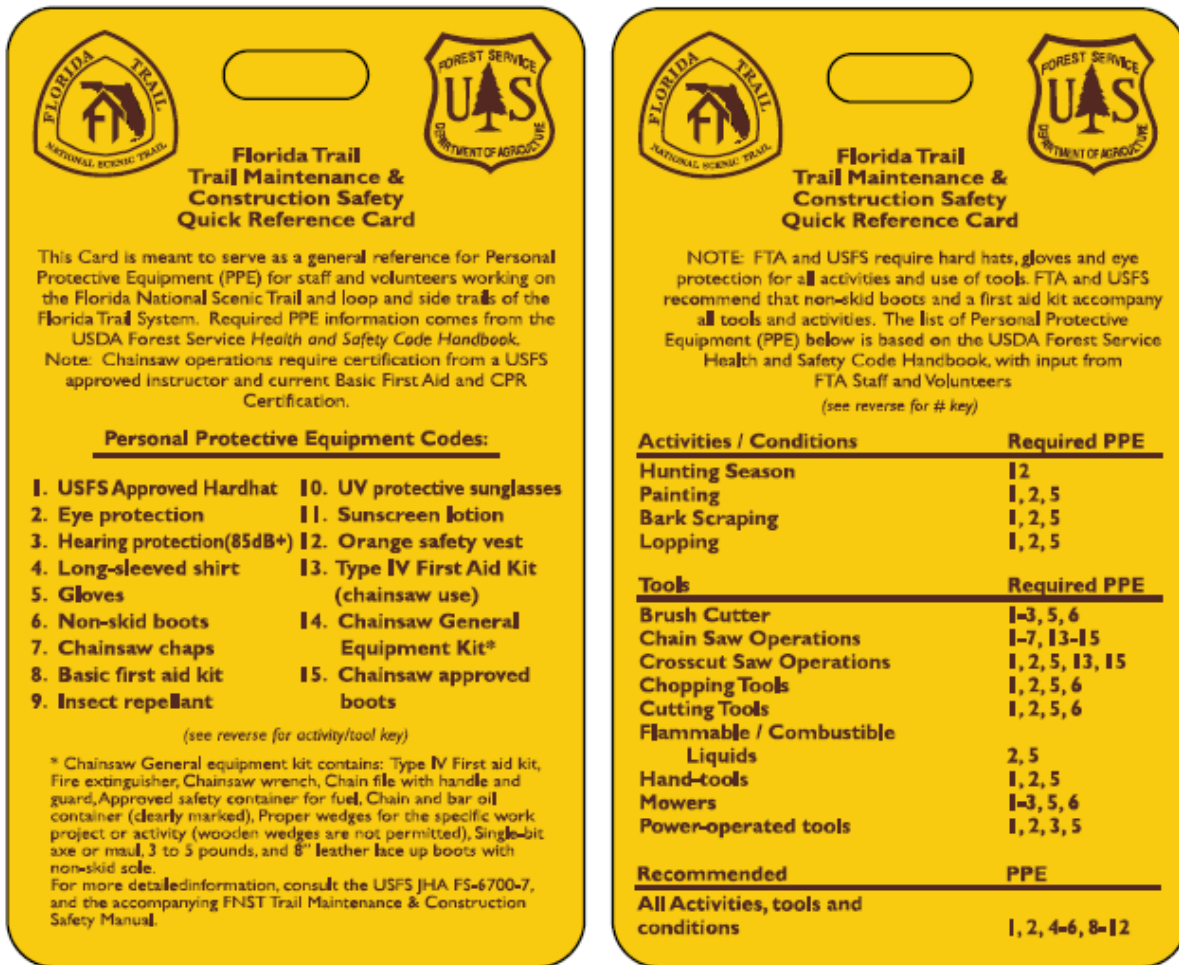 FLORIDA TRAIL
FT
NATIONAL SCENIC TRAIL
FOREST SERVICE
U S
DEPARTMENT OF AGRICULTURE
Florida Trail
Trail Maintenance &
Construction Safety
Quick Reference Card
This Card is meant to serve as a general reference for Personal
Protective Equipment (PPE) for staff and volunteers working on
the Florida National Scenic Trail and loop and side trails of the
Florida Trail System. Required PPE information comes from the
USDA Forest Service Health and Safety Code Handbook.
Note: Chainsaw operations require certification from a USFS
approved instructor and current Basic First Aid and CPR
Certification.
Personal Protective Equipment Codes:
1. USFS Approved Hardhat
2. Eye protection
3. Hearing protection(85dB+)
4. Long-sleeved shirt
5. Gloves
6. Non-skid boots
7. Chainsaw chaps
8. Basic first aid kit
9. Insect repellant
10. UV protective sunglasses
11. Sunscreen lotion
12. Orange safety vest
13. Type IV First Aid Kit
(chainsaw use)
14. Chainsaw General
Equipment Kit*
15. Chainsaw approved
boots
(see reverse for activity/tool key)
* Chainsaw General equipment kit contains: Type IV First aid kit,
Fire extinguisher, Chainsaw wrench, Chain file with handle and
guard, Approved safety container for fuel, Chain and bar oil
container (clearly marked), Proper wedges for the specific work
project or activity (wooden wedges are not permitted), Single-bit
axe or maul, 3 to 5 pounds, and 8" leather lace up boots with
non-skid sole.
For more detailedinformation, consult the USFS JHA FS-6700-7,
and the accompanying FNST Trail Maintenance & Construction
Safety Manual.
FLORIDA TRAIL
FT
NATIONAL SCENIC TRAIL
FOREST SERVICE
U S
DEPARTMENT OF AGRICULTURE
Florida Trail
Trail Maintenance &
Construction Safety
Quick Reference Card
NOTE: FTA and USFS require hard hats, gloves and eye
protection for all activities and use of tools. FTA and USFS
recommend that non-skid boots and a first aid kit accompany
all tools and activities. The list of Personal Protective
Equipment (PPE) below is based on the USDA Forest Service
Health and Safety Code Handbook, with input from
FTA Staff and Volunteers
(see reverse for # key)
Activities / Conditions Required PPE
Hunting Season 12
Painting 1, 2, 5
Bark Scraping 1, 2, 5
Lopping 1, 2, 5
Tools Required PPE
Brush Cutter 1-3, 5, 6
Chain Saw Operations 1-7, 13-15
Crosscut Saw Operations 1, 2, 5, 13, 15
Chopping Tools 1, 2, 5, 6
Cutting Tools 1, 2, 5, 6
Flammable / Combustible
Liquids 2, 5
Hand-tools 1, 2, 5
Mowers 1-3, 5, 6
Power-operated tools 1, 2, 3, 5
Recommended PPE
All Activities, tools and
conditions 1, 2, 4-6, 8-12